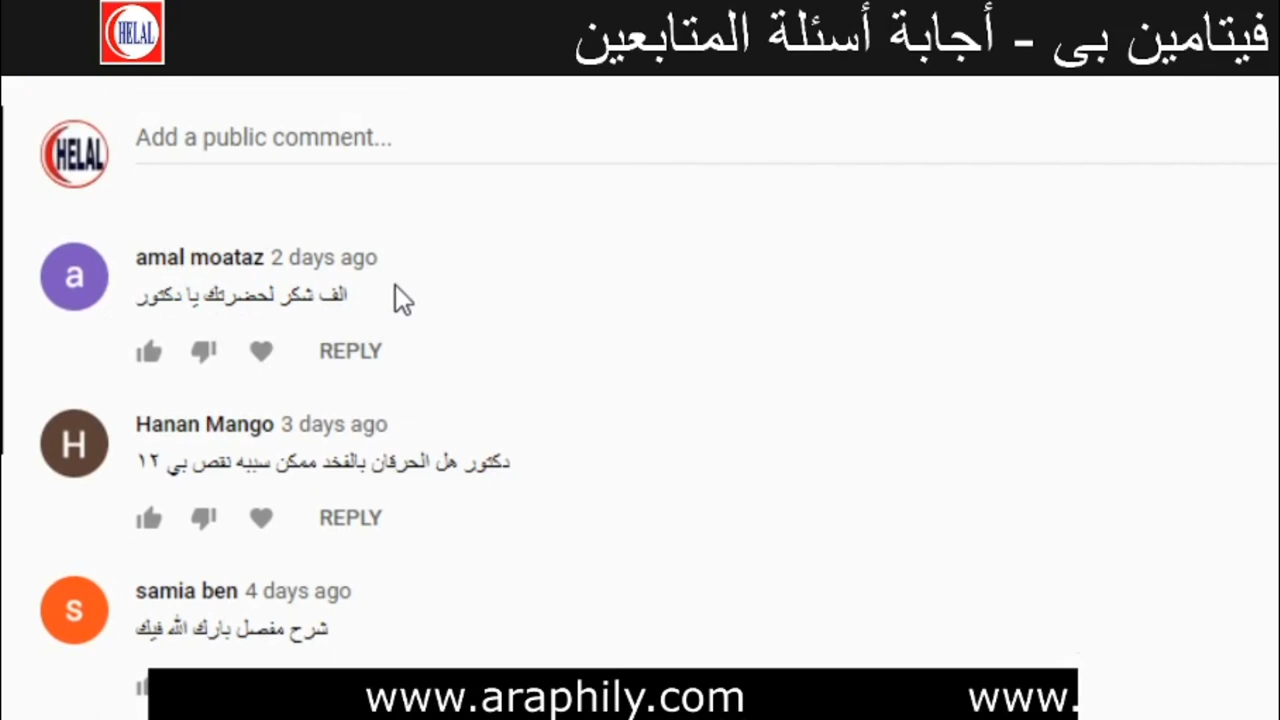 HELAL
فيتامين بى - أجابة أسئلة المتابعين
HELAL
Add a public comment...
a
amal moataz 2 days ago
الف شكر لحضرتك يا دكتور
REPLY
H
Hanan Mango 3 days ago
دكتور هل الحرقان بالفخد ممكن سببه نقص بي ١٢
REPLY
s
samia ben 4 days ago
شرح مفصل بارك الله فيك
www.araphily.com www.